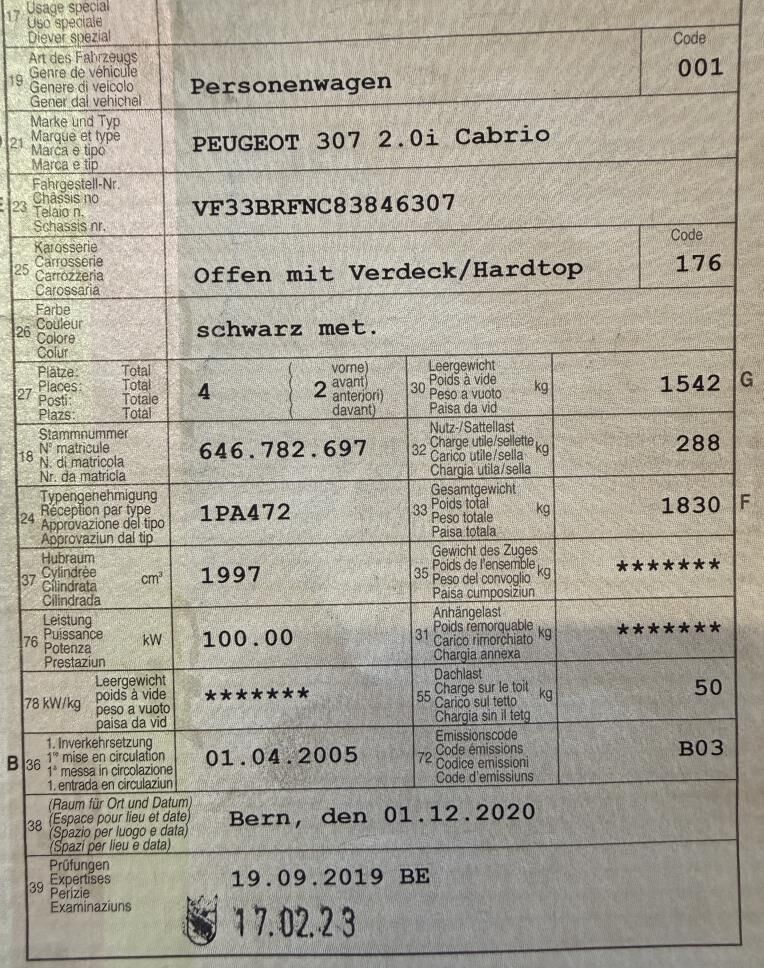 17 Usage spécial
Uso speciale
Diever spezial
19 Art des Fahrzeugs
Genre de véhicule
Genere di veicolo
Gener dal vehichel
Personenwagen
Code
001
21 Marke und Typ
Marque et type
Marca e tipo
Marca e tip
PEUGEOT 307 2.0i Cabrio
23 Fahrgestell-Nr.
Châssis no
Telaio n.
Schassis nr.
VF33BRFNC83846307
25 Karosserie
Carrosserie
Carrozzeria
Carossaria
Offen mit Verdeck/Hardtop
Code
176
26 Farbe
Couleur
Colore
Colur
schwarz met.
27 Plätze: Total
Places: Total
Posti: Totale
Plazs: Total
4
( vorne)
( 2 avant)
( anteriori)
( davant)
30 Leergewicht
Poids à vide
Peso a vuoto
Paisa da vid
kg
1542 G
18 Stammnummer
N° matricule
N. di matricola
Nr. da matricla
646.782.697
32 Nutz-/Sattellast
Charge utile/sellette
Carico utile/sella
Chargia utila/sella
kg
288
24 Typengenehmigung
Réception par type
Approvazione del tipo
Approvaziun dal tip
1PA472
33 Gesamtgewicht
Poids total
Peso totale
Paisa totala
kg
1830 F
37 Hubraum
Cylindrée
Cilindrata
Cilindrada
cm³
1997
35 Gewicht des Zuges
Poids de l'ensemble
Peso del convoglio
Paisa cumposiziun
kg
*******
76 Leistung
Puissance
Potenza
Prestaziun
kW
100.00
31 Anhängelast
Poids remorquable
Carico rimorchiato
Chargia annexa
kg
*******
78 kW/kg
Leergewicht
poids à vide
peso a vuoto
paisa da vid
*******
55 Dachlast
Charge sur le toit
Carico sul tetto
Chargia sin il tetg
kg
50
B 36 1. Inverkehrsetzung
1re mise en circulation
1a messa in circolazione
1. entrada en circulaziun
01.04.2005
72 Emissionscode
Code émissions
Codice emissioni
Code d'emissiuns
B03
38 (Raum für Ort und Datum)
(Espace pour lieu et date)
(Spazio per luogo e data)
(Spazi per lieu e data)
Bern, den 01.12.2020
39 Prüfungen
Expertises
Perizie
Examinaziuns
19.09.2019 BE
17.02.23